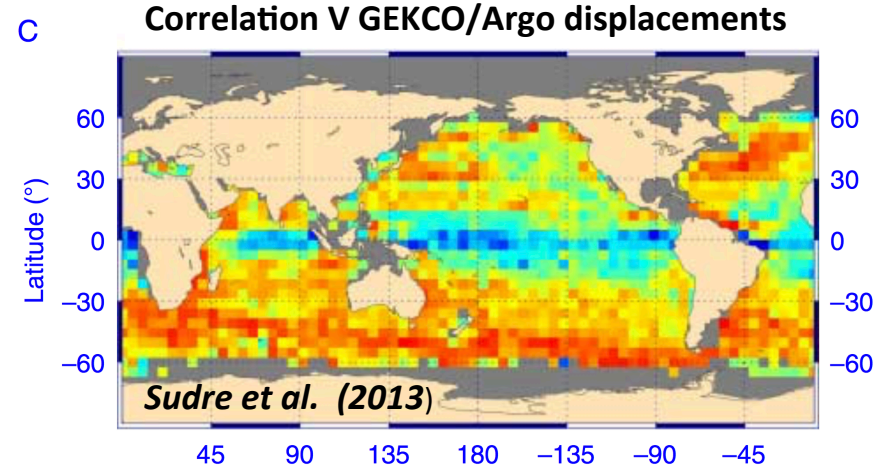 C
Correlation V GEKCO/Argo displacements
60 60
30 30
Latitude (°)
0 0
−30 −30
−60 −60
Sudre et al. (2013)
45 90 135 180 −135 −90 −45